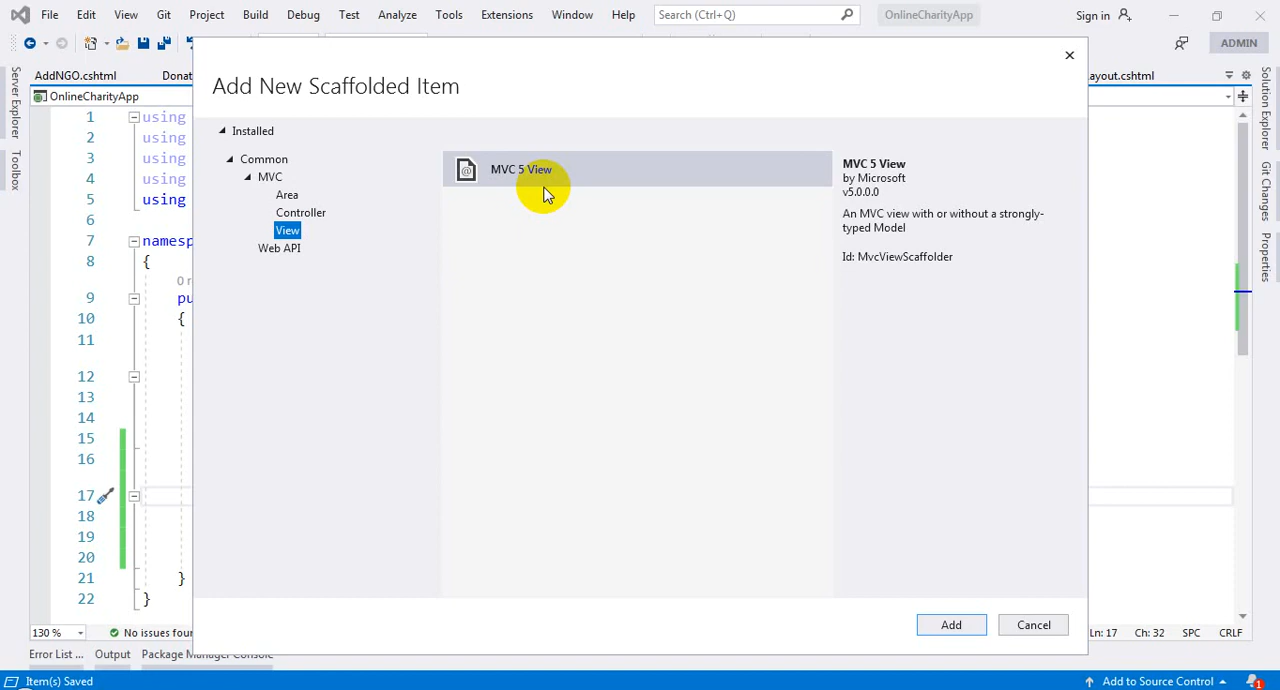 File Edit View Git Project Build Debug Test Analyze Tools Extensions Window Help Search (Ctrl+Q) OnlineCharityApp Sign in
ADMIN
AddNGO.cshtml Donat ayout.cshtml
OnlineCharityApp
Server Explorer
Toolbox
Solution Explorer
Git Changes
Properties
1 using
2 using
3 using
4 using
5 using
6
7 namesp
8 {
0 r
9 pu
10 {
11
12
13
14
15
16
17
18
19
20
21 }
22 }
Add New Scaffolded Item
Installed
Common
MVC
Area
Controller
View
Web API
MVC 5 View
MVC 5 View
by Microsoft
v5.0.0.0
An MVC view with or without a strongly-
typed Model
Id: MvcViewScaffolder
Add Cancel
130 % No issues foun Ln: 17 Ch: 32 SPC CRLF
Error List ... Output Package Manager Console
Item(s) Saved Add to Source Control 1